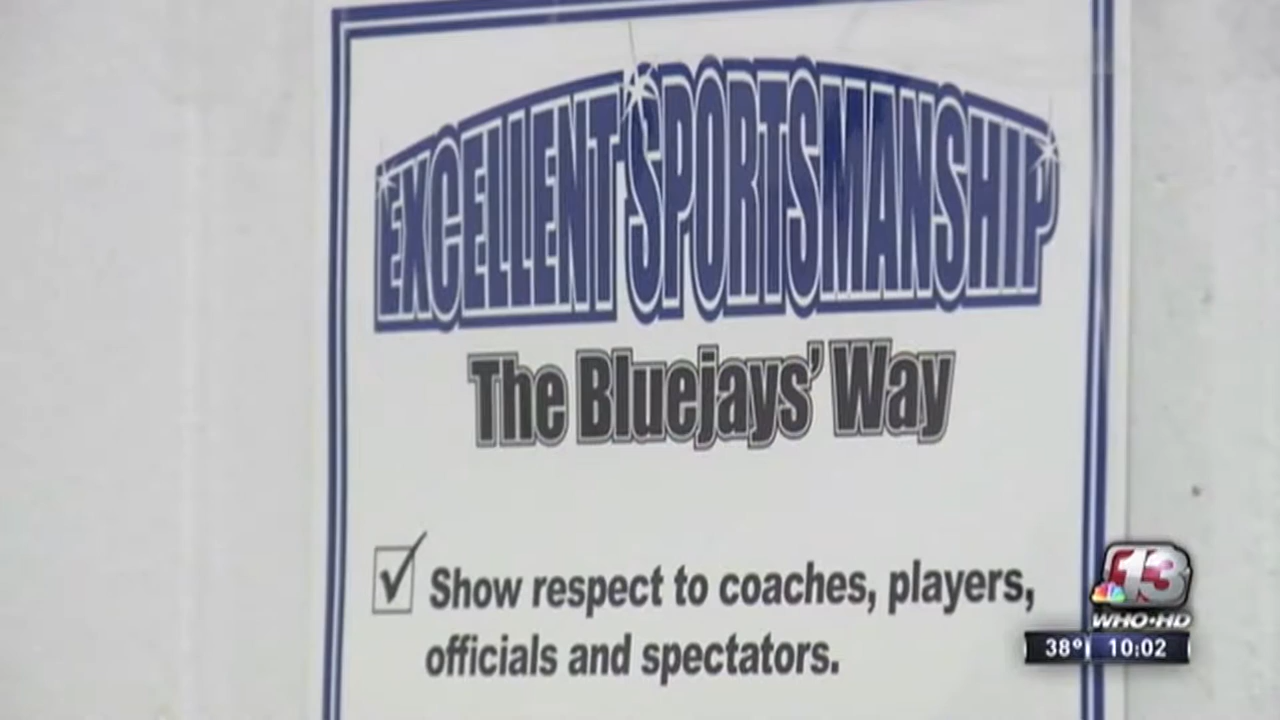 EXCELLENT SPORTSMANSHIP
The Bluejays' Way
Show respect to coaches, players,
officials and spectators.
13
WHO·HD
38° 10:02